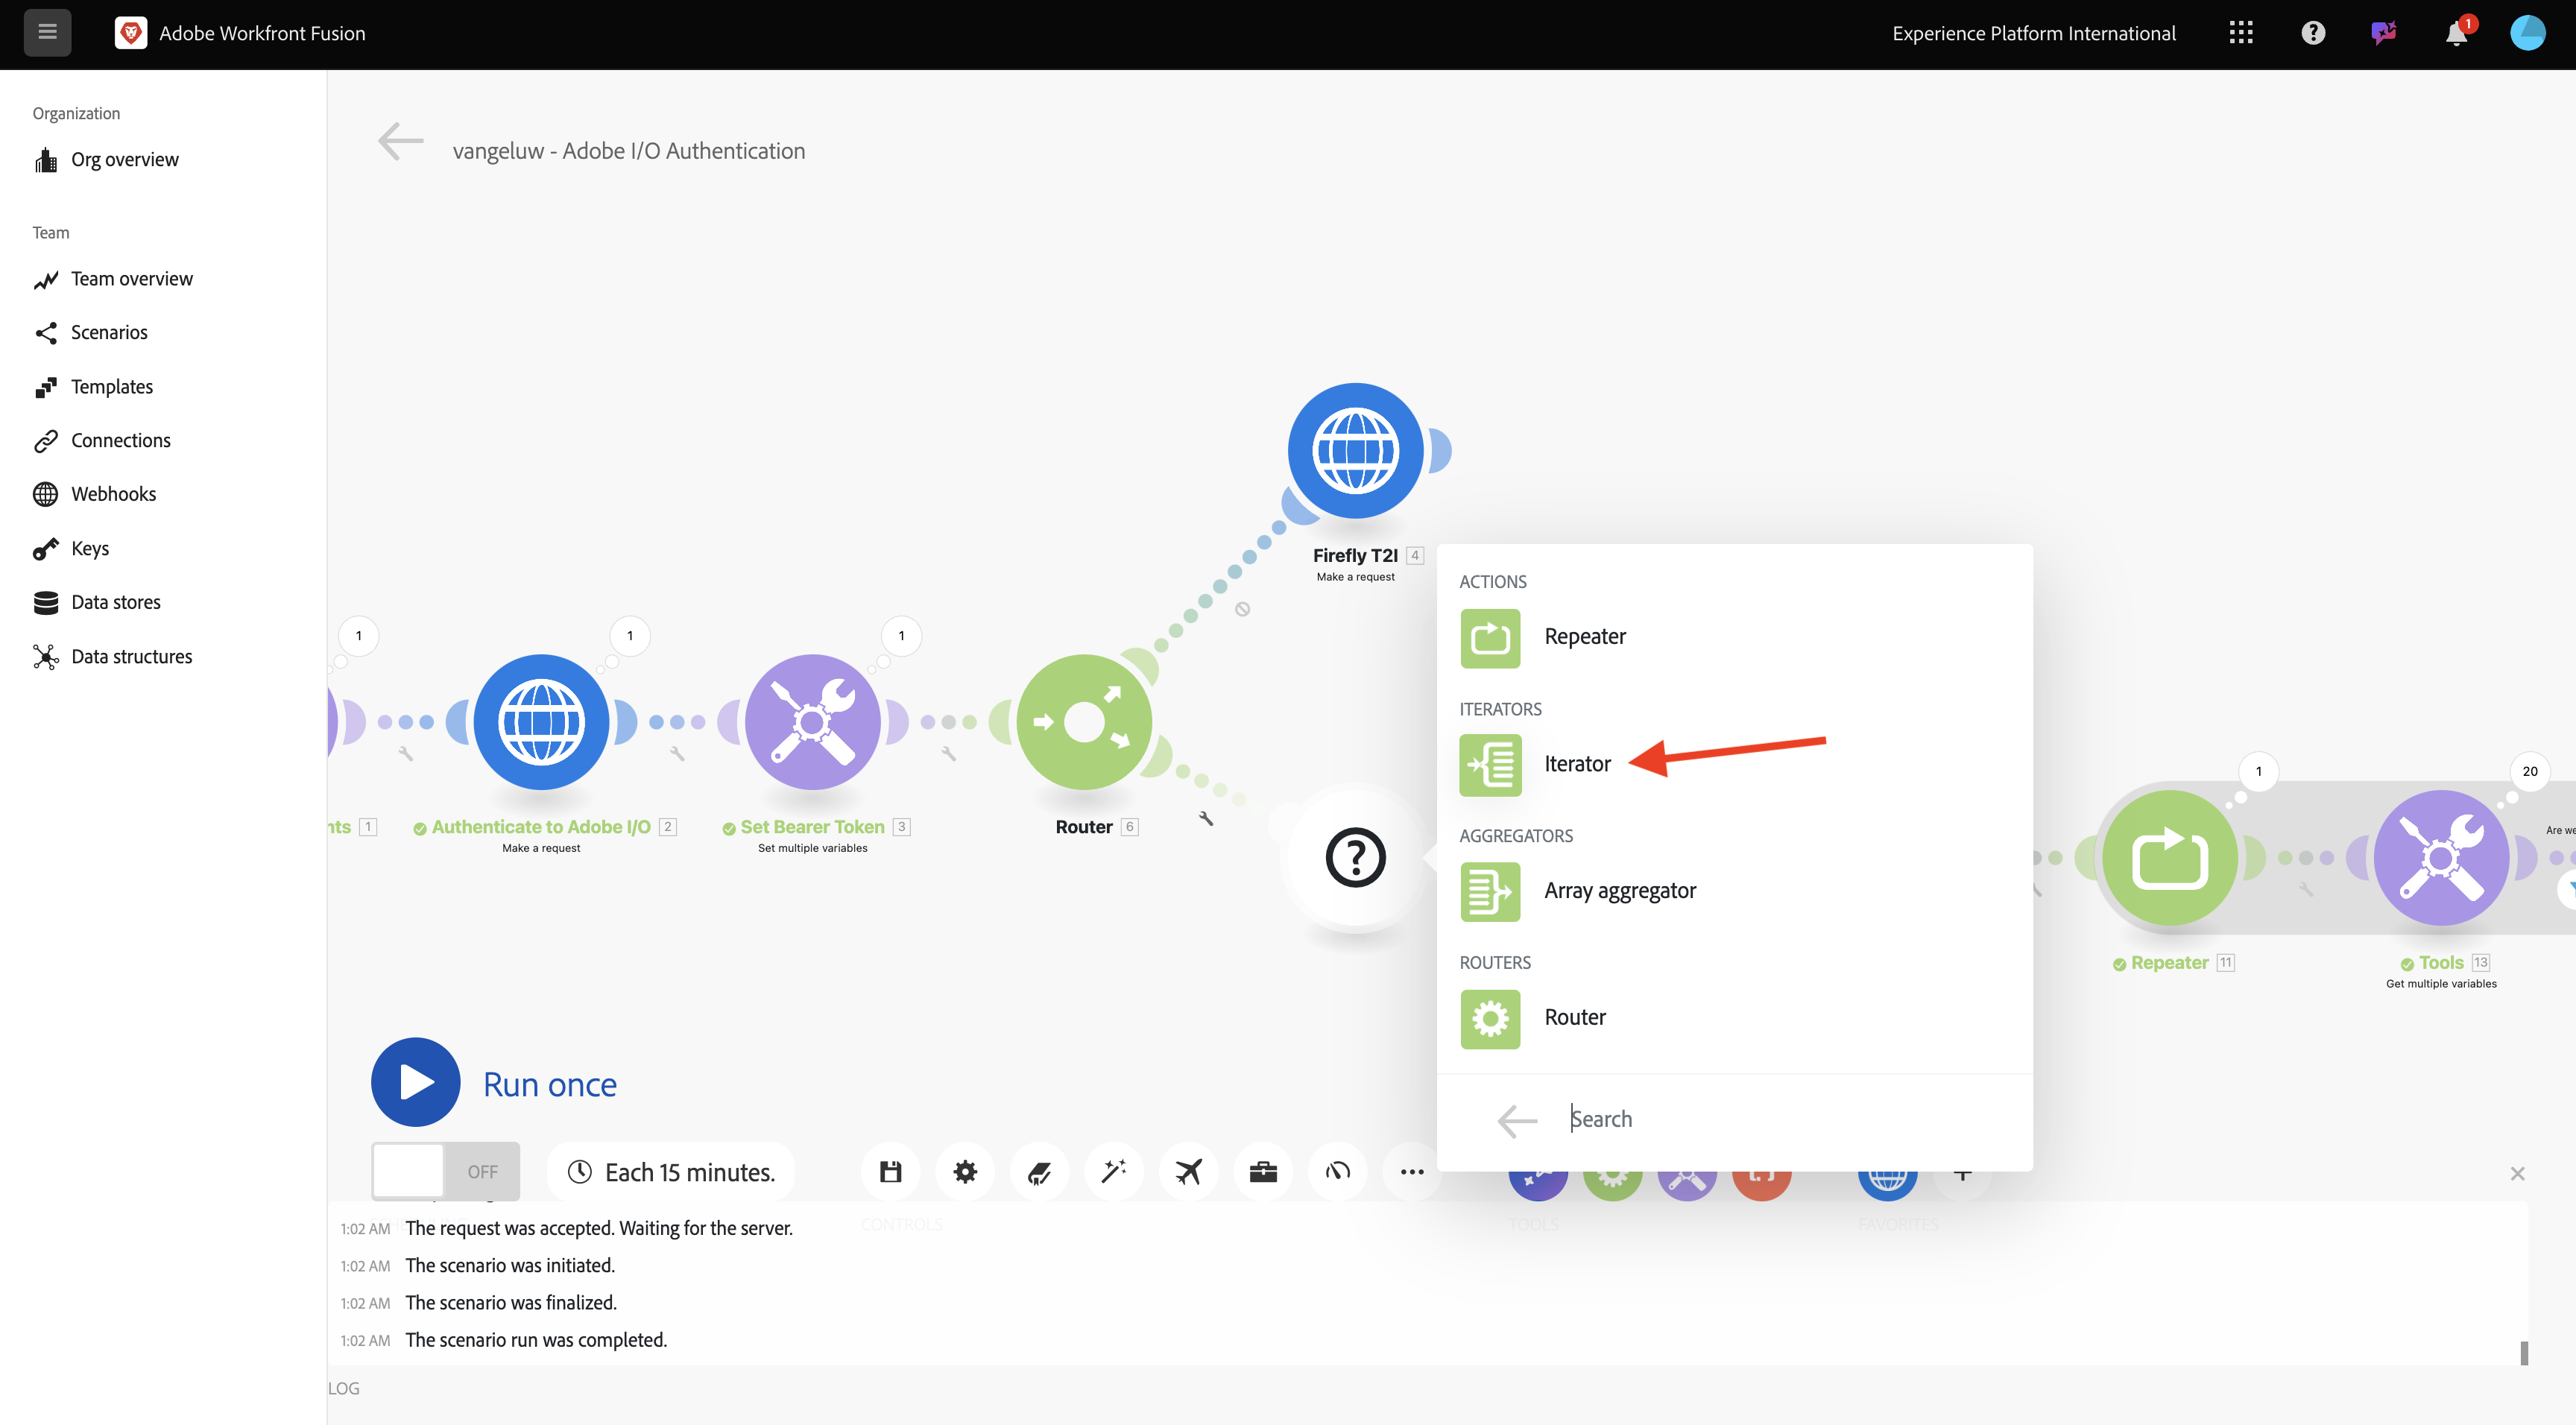 Adobe Workfront Fusion
Experience Platform International
1
Organization
Org overview
Team
Team overview
Scenarios
Templates
Connections
Webhooks
Keys
Data stores
Data structures
vangeluw - Adobe I/O Authentication
Firefly T2I 4
Make a request
1
1
1
nts 1
Authenticate to Adobe I/O 2
Make a request
Set Bearer Token 3
Set multiple variables
Router 6
?
ACTIONS
Repeater
ITERATORS
Iterator
AGGREGATORS
Array aggregator
ROUTERS
Router
Search
1
20
Are we
Repeater 11
Tools 13
Get multiple variables
Run once
OFF
Each 15 minutes.
CONTROLS
TOOLS
FAVORITES
1:02 AM The request was accepted. Waiting for the server.
1:02 AM The scenario was initiated.
1:02 AM The scenario was finalized.
1:02 AM The scenario run was completed.
LOG